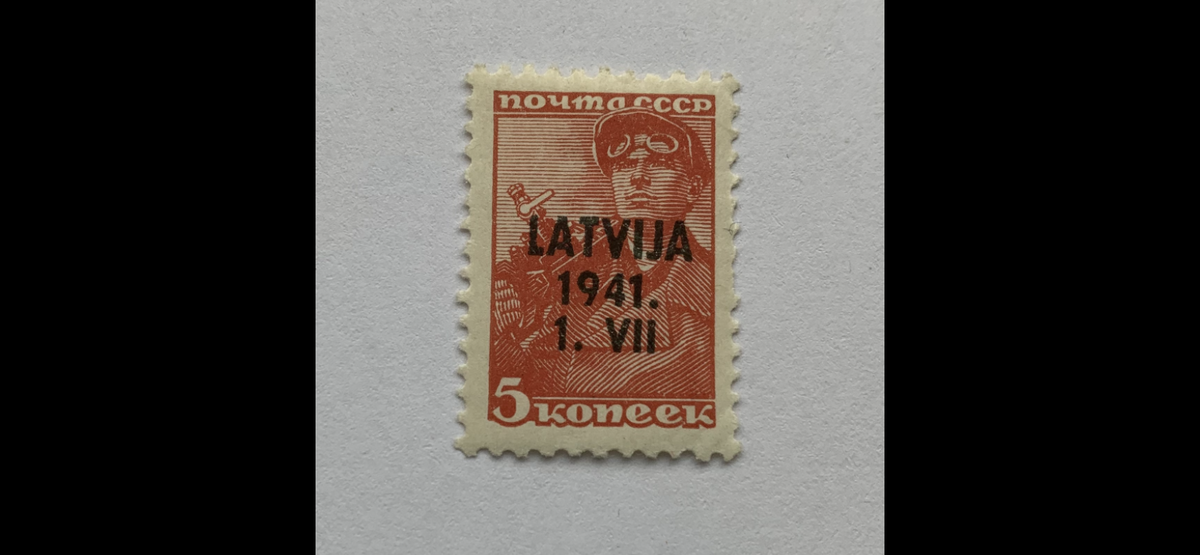 почта СССР
LATVIJA
1941.
1. VII
5 копеек